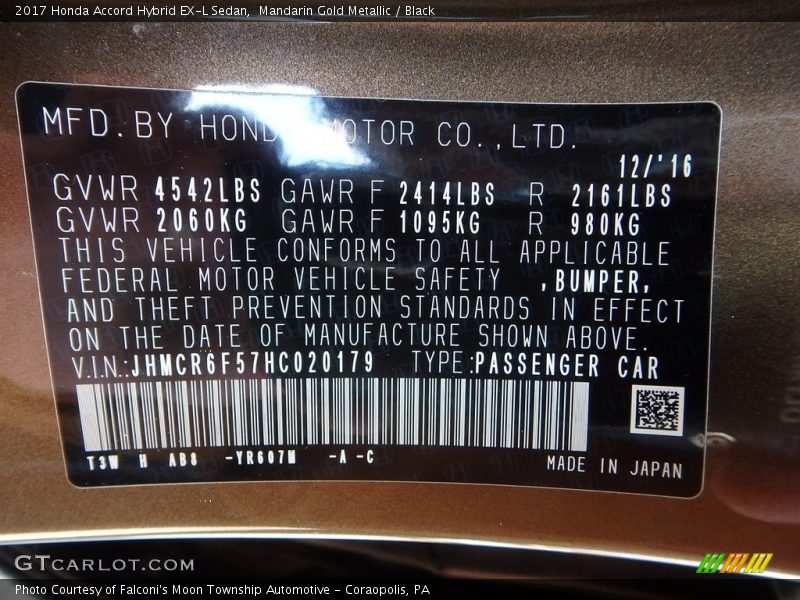 2017 Honda Accord Hybrid EX-L Sedan, Mandarin Gold Metallic / Black
MFD. BY HONDA MOTOR CO., LTD.
12/'16
GVWR 4542LBS GAWR F 2414LBS R 2161LBS
GVWR 2060KG GAWR F 1095KG R 980KG
THIS VEHICLE CONFORMS TO ALL APPLICABLE
FEDERAL MOTOR VEHICLE SAFETY ,BUMPER,
AND THEFT PREVENTION STANDARDS IN EFFECT
ON THE DATE OF MANUFACTURE SHOWN ABOVE.
V.I.N.:JHMCR6F57HC020179 TYPE:PASSENGER CAR
T3W H AB8 -YR607M -A -C
MADE IN JAPAN
GTCARLOT.COM
Photo Courtesy of Falconi's Moon Township Automotive - Coraopolis, PA